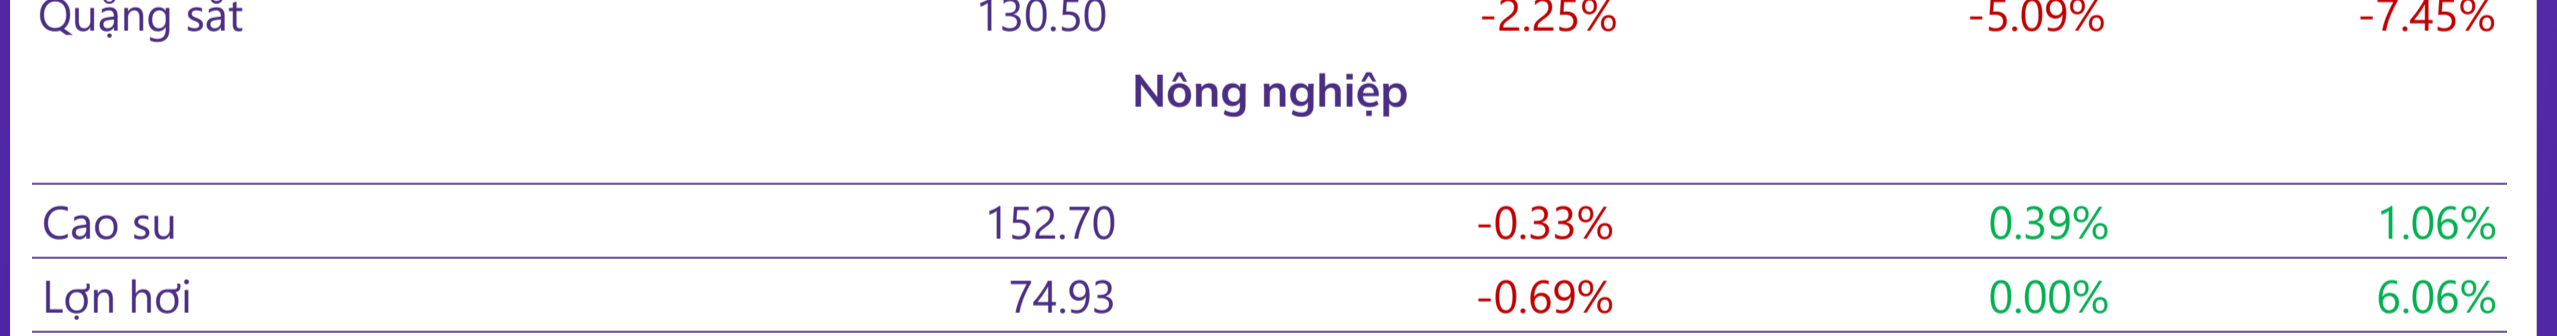 Quặng sắt 130.50 -2.25% -5.09% -7.45%
Nông nghiệp
Cao su 152.70 -0.33% 0.39% 1.06%
Lợn hơi 74.93 -0.69% 0.00% 6.06%